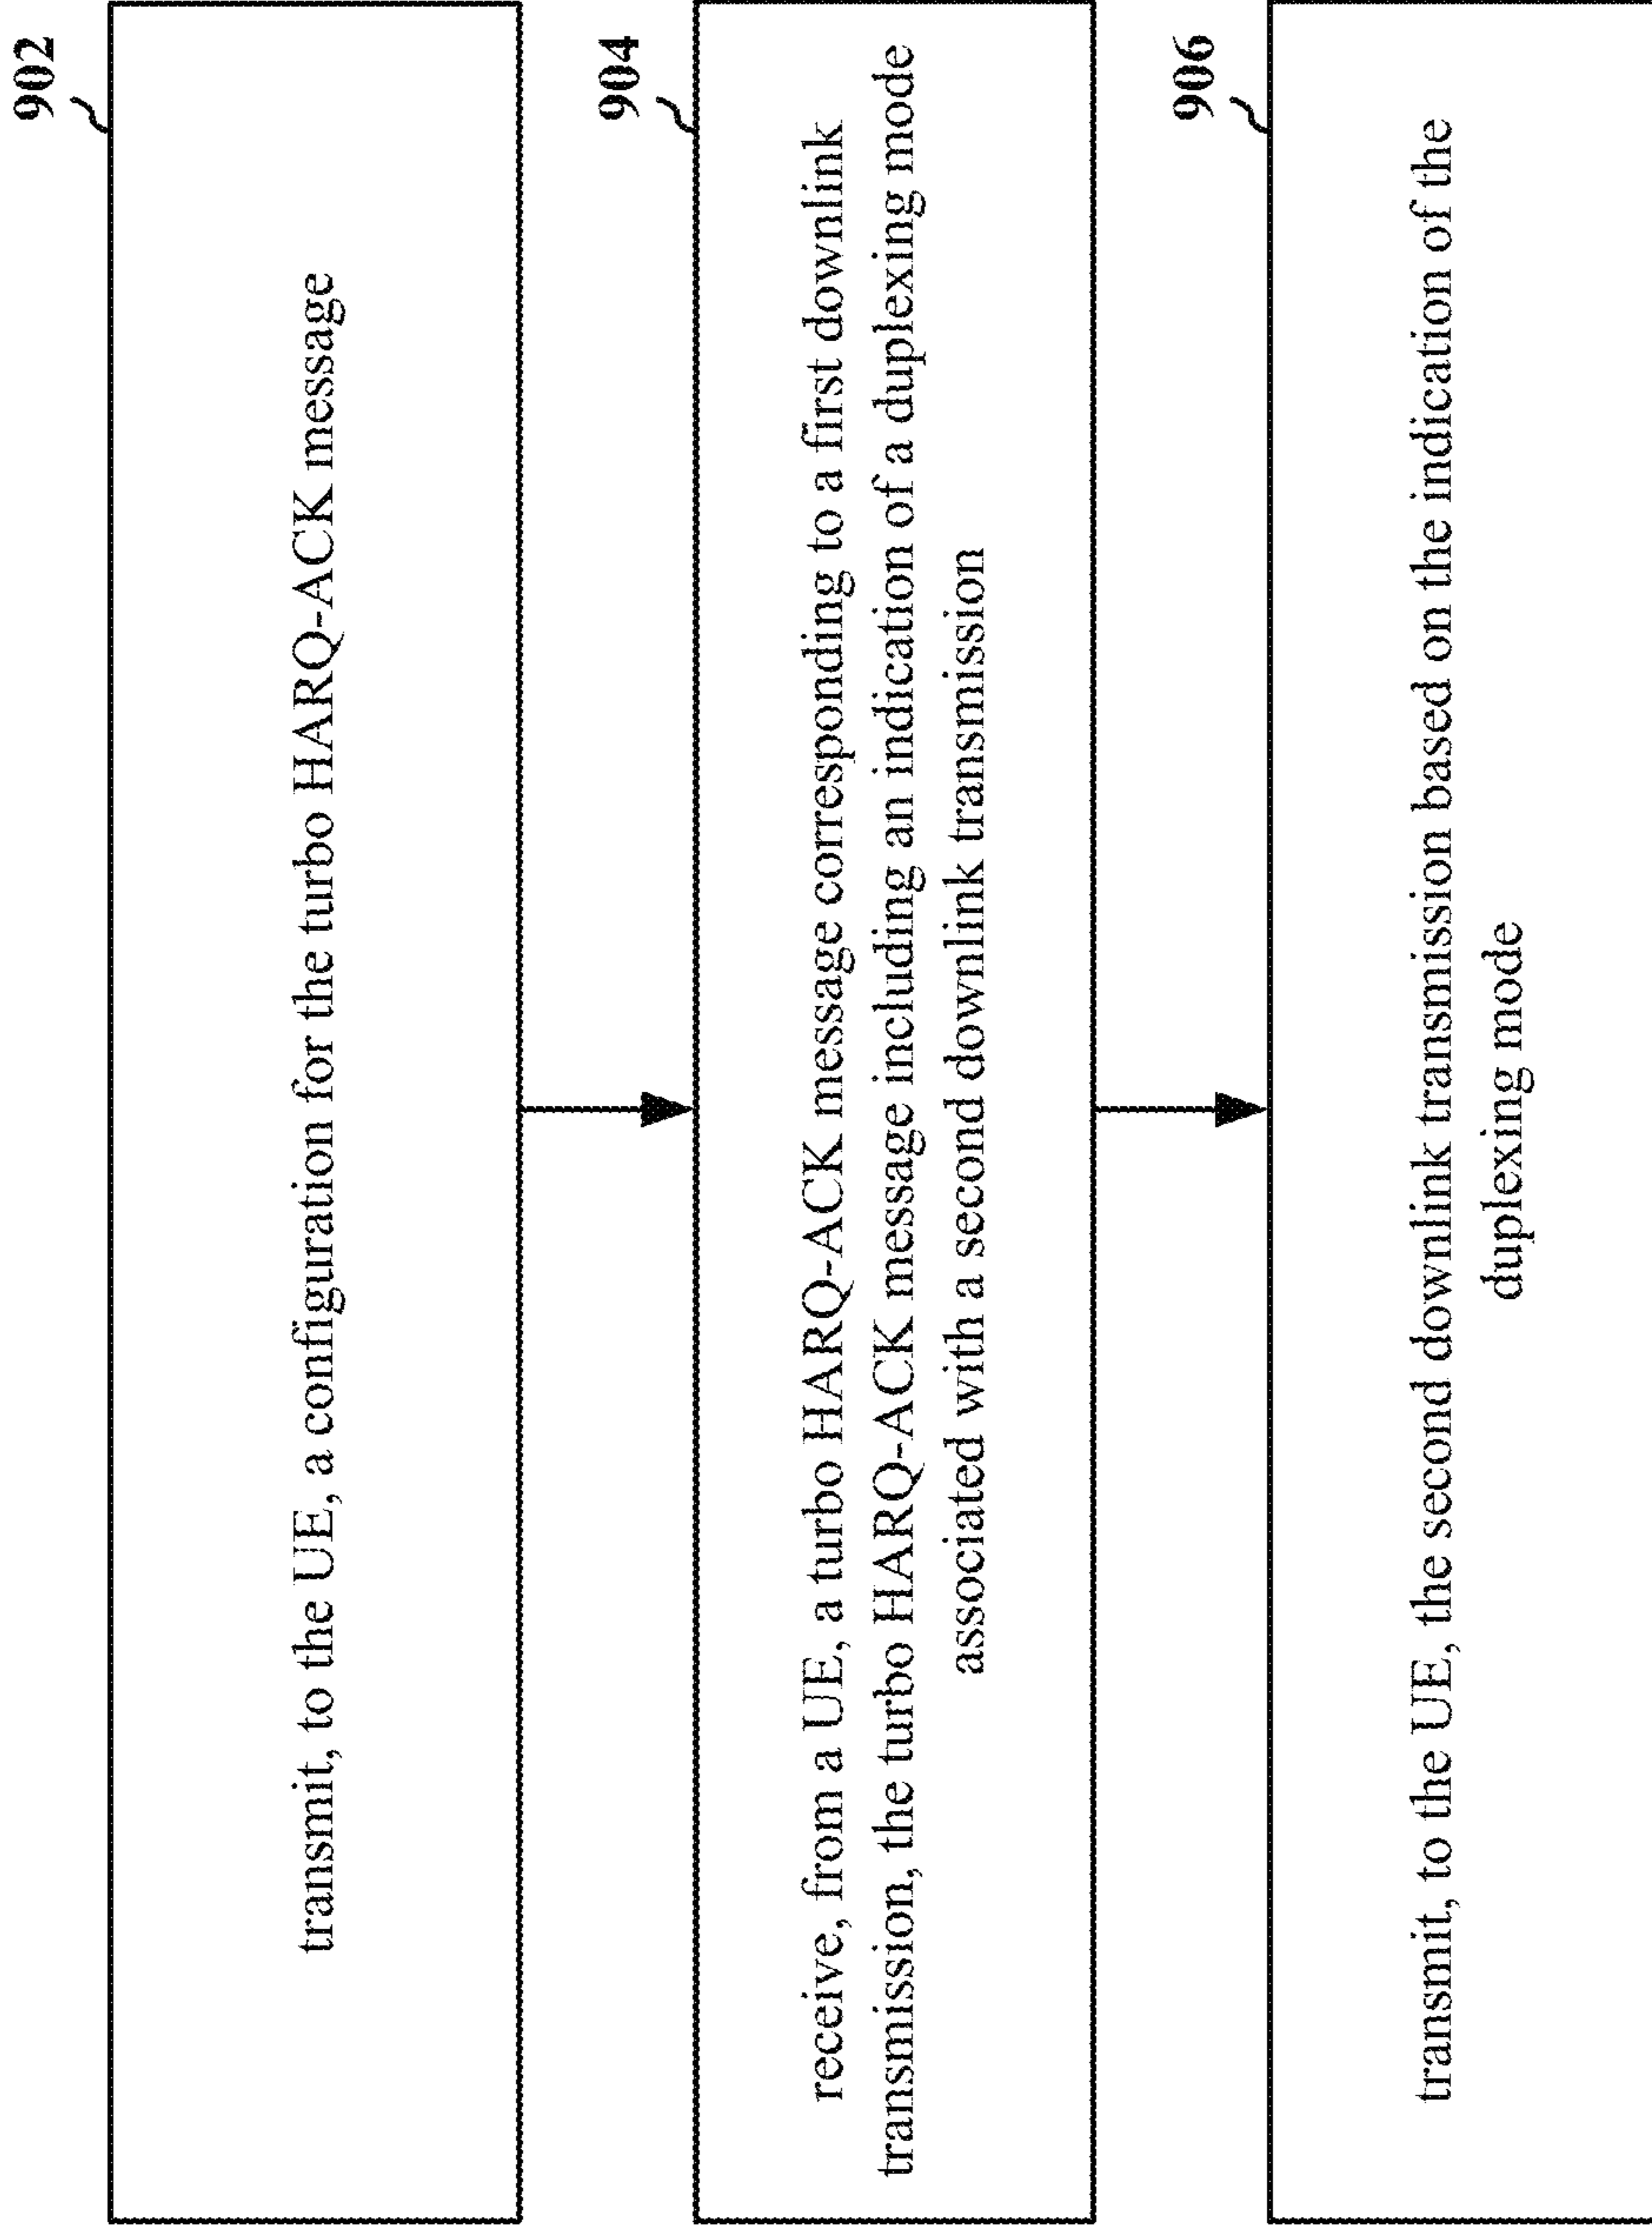 902
transmit, to the UE, a configuration for the turbo HARQ-ACK message
904
receive, from a UE, a turbo HARQ-ACK message corresponding to a first downlink
transmission, the turbo HARQ-ACK message including an indication of a duplexing mode
associated with a second downlink transmission
906
transmit, to the UE, the second downlink transmission based on the indication of the
duplexing mode